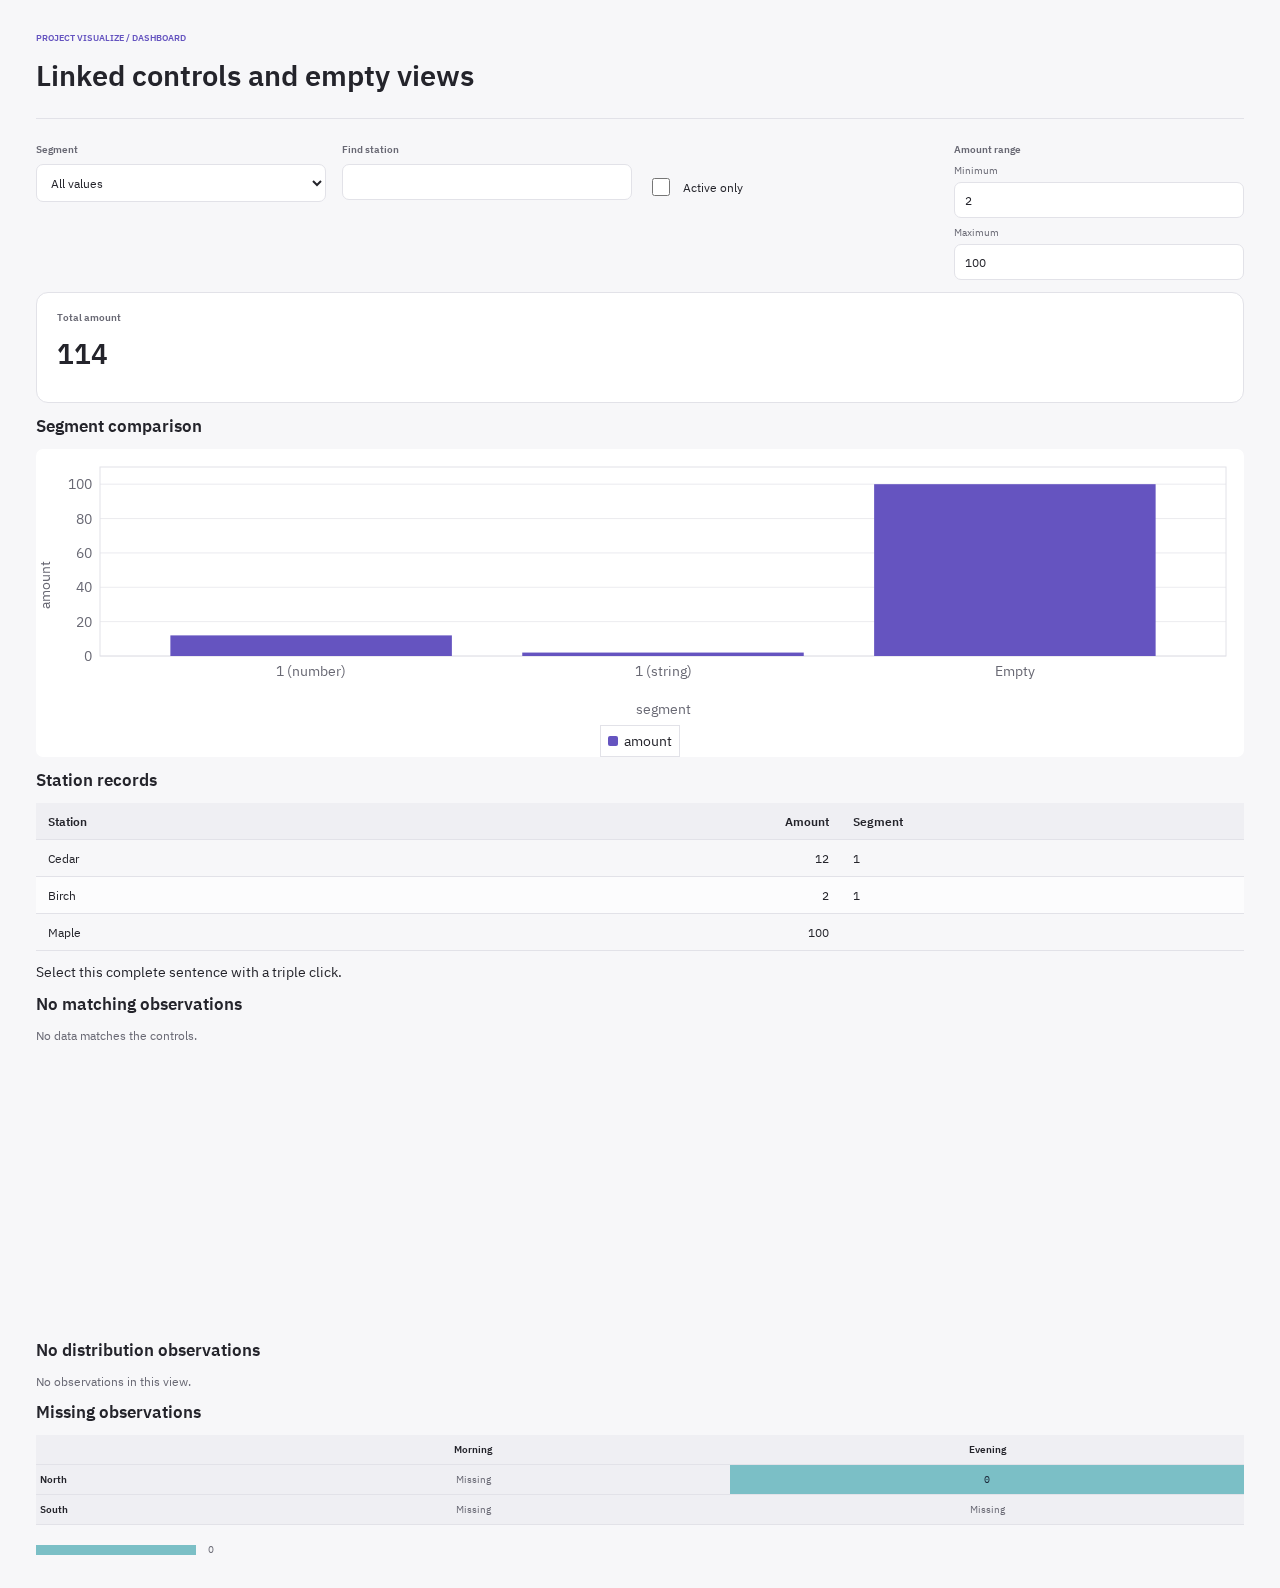 PROJECT VISUALIZE / DASHBOARD
Linked controls and empty views
Segment
Find station
Amount range
All values
Active only
Minimum
2
Maximum
100
Total amount
114
Segment comparison
100
80
60
40
20
0
amount
1 (number)
1 (string)
Empty
segment
amount
Station records
Station Amount Segment
Cedar 12 1
Birch 2 1
Maple 100
Select this complete sentence with a triple click.
No matching observations
No data matches the controls.
No distribution observations
No observations in this view.
Missing observations
Morning Evening
North Missing 0
South Missing Missing
0